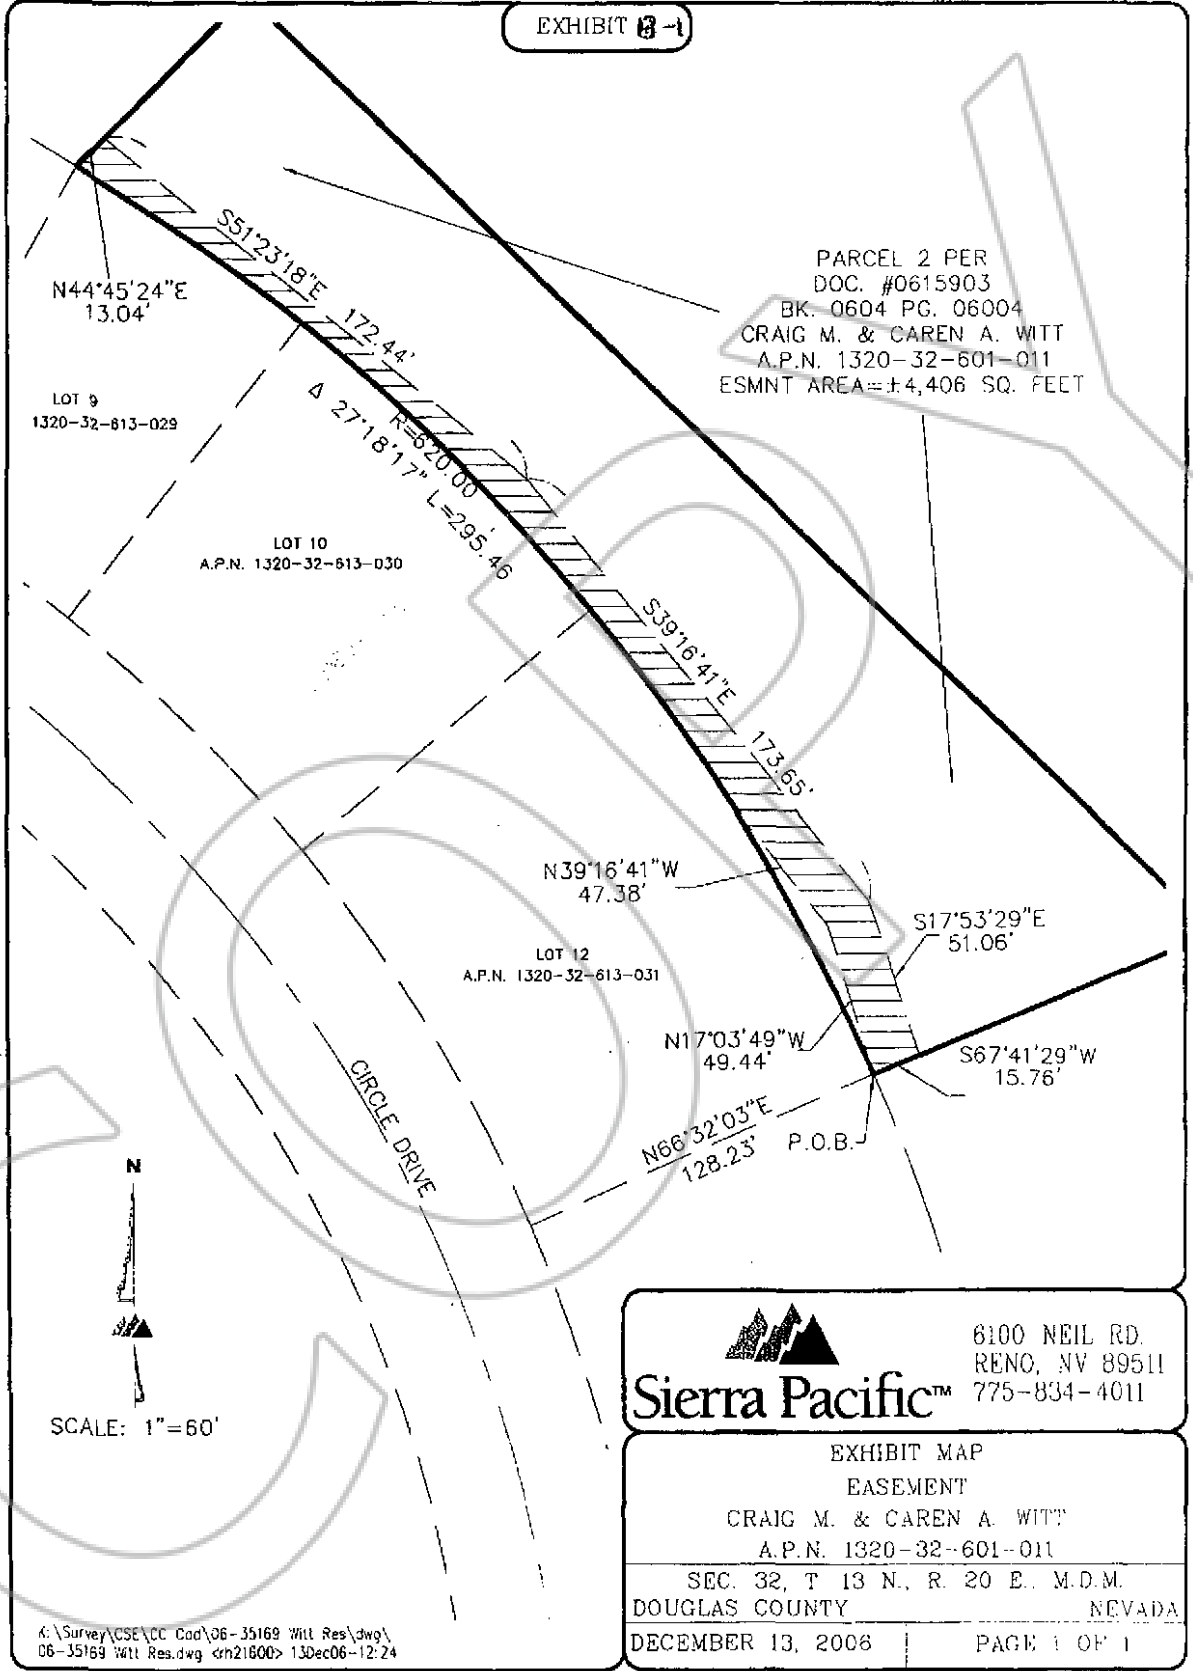 EXHIBIT B-1
S51°23'18"E
172.44'
N44°45'24"E
13.04'
PARCEL 2 PER
DOC. #0615903
BK. 0604 PG. 06004
CRAIG M. & CAREN A. WITT
A.P.N. 1320-32-601-011
ESMNT AREA=±4,406 SQ. FEET
LOT 9
1320-32-613-029
R=620.00'
Δ 27°18'17" L=295.46
LOT 10
A.P.N. 1320-32-613-030
S39°16'41"E
173.65'
N39°16'41"W
47.38'
S17°53'29"E
51.06'
LOT 12
A.P.N. 1320-32-613-031
N17°03'49"W
49.44'
S67°41'29"W
15.76'
CIRCLE DRIVE
N66°32'03"E
128.23'
P.O.B.
N
SCALE: 1"=60'
Sierra Pacific™
6100 NEIL RD.
RENO, NV 89511
775-834-4011
EXHIBIT MAP
EASEMENT
CRAIG M. & CAREN A. WITT
A.P.N. 1320-32-601-011
SEC. 32, T 13 N., R. 20 E., M.D.M.
DOUGLAS COUNTY NEVADA
DECEMBER 13, 2006 PAGE 1 OF 1
K:\Survey\CSE\CC Cad\06-35169 Witt Res\dwg\
06-35169 Witt Res.dwg <rh21600> 13Dec06-12:24
COPY